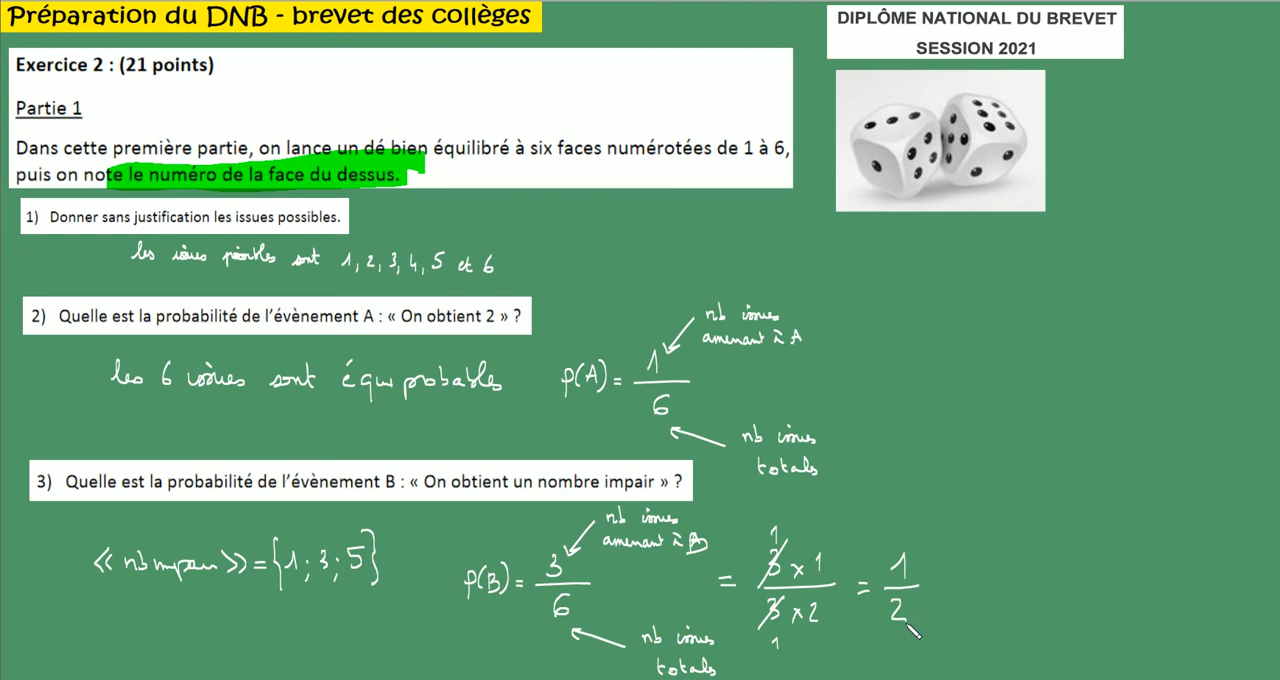 Préparation du DNB - brevet des collèges
DIPLÔME NATIONAL DU BREVET
SESSION 2021
Exercice 2 : (21 points)
Partie 1
Dans cette première partie, on lance un dé bien équilibré à six faces numérotées de 1 à 6,
puis on note le numéro de la face du dessus.
1) Donner sans justification les issues possibles.
les issues possibles sont 1, 2, 3, 4, 5 et 6
2) Quelle est la probabilité de l'évènement A : « On obtient 2 » ?
nb issues
amenant à A
les 6 issues sont équiprobables
p(A) = 1/6
nb issues
totals
3) Quelle est la probabilité de l'évènement B : « On obtient un nombre impair » ?
nb issues
amenant à B
« nb impair » = {1 ; 3 ; 5}
p(B) = 3/6 = 3 x 1 / 3 x 2 = 1/2
1
1
nb issues
totals